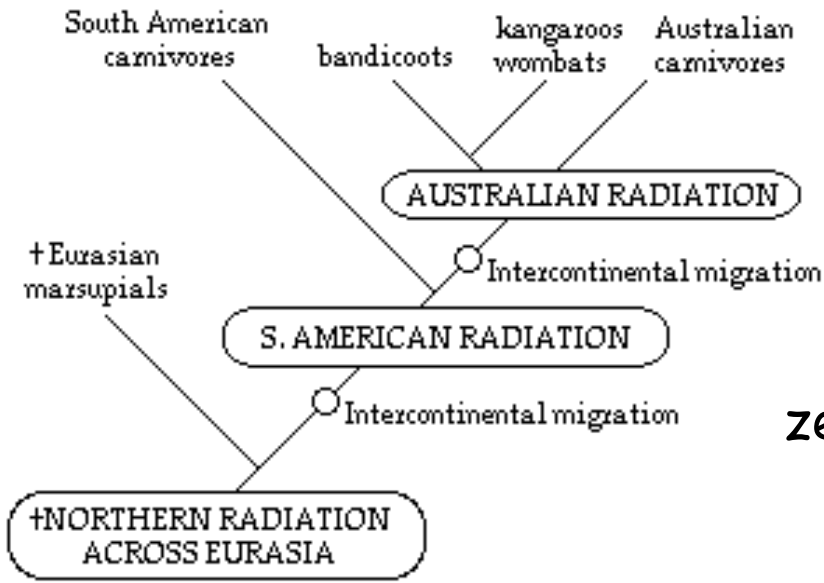 South American
carnivores
bandicoots
kangaroos
wombats
Australian
carnivores
AUSTRALIAN RADIATION
Intercontinental migration
†Eurasian
marsupials
S. AMERICAN RADIATION
Intercontinental migration
†NORTHERN RADIATION
ACROSS EURASIA